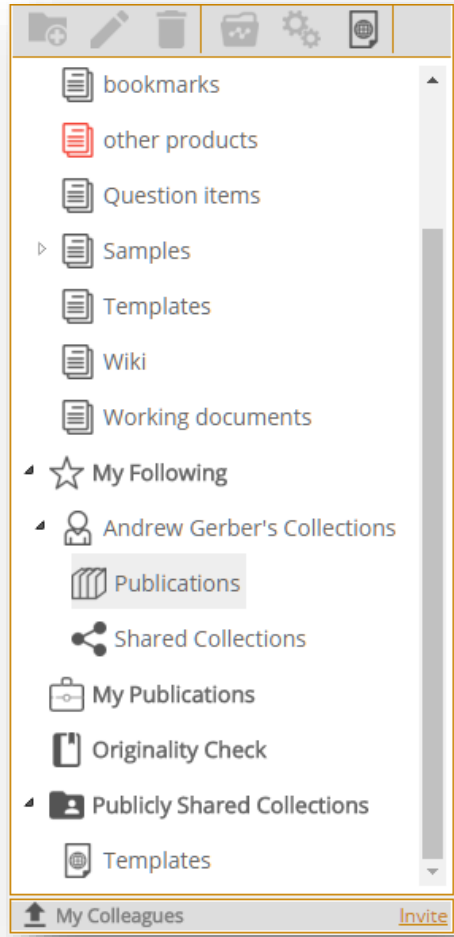 bookmarks
other products
Question items
Samples
Templates
Wiki
Working documents
My Following
Andrew Gerber's Collections
Publications
Shared Collections
My Publications
Originality Check
Publicly Shared Collections
Templates
My Colleagues Invite